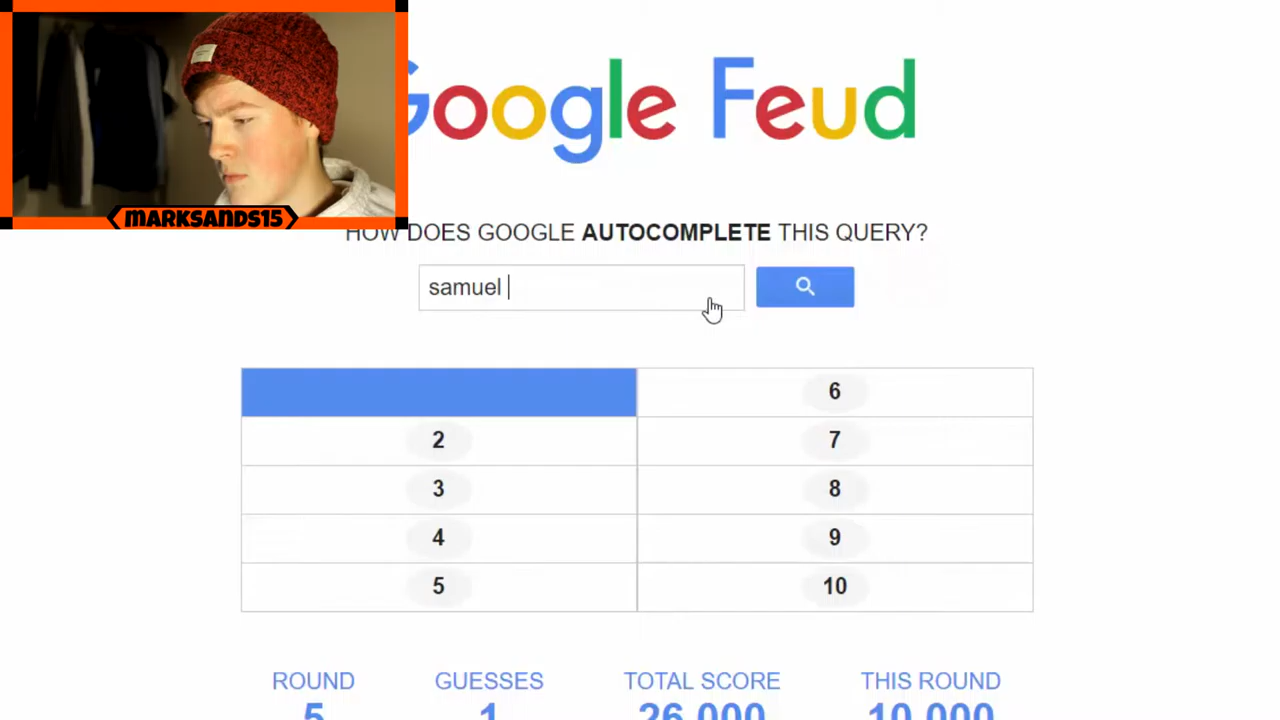 Google Feud
MARKSANDS15
HOW DOES GOOGLE AUTOCOMPLETE THIS QUERY?
samuel
6
2
7
3
8
4
9
5
10
ROUND
GUESSES
TOTAL SCORE
THIS ROUND
5
1
26,000
10,000